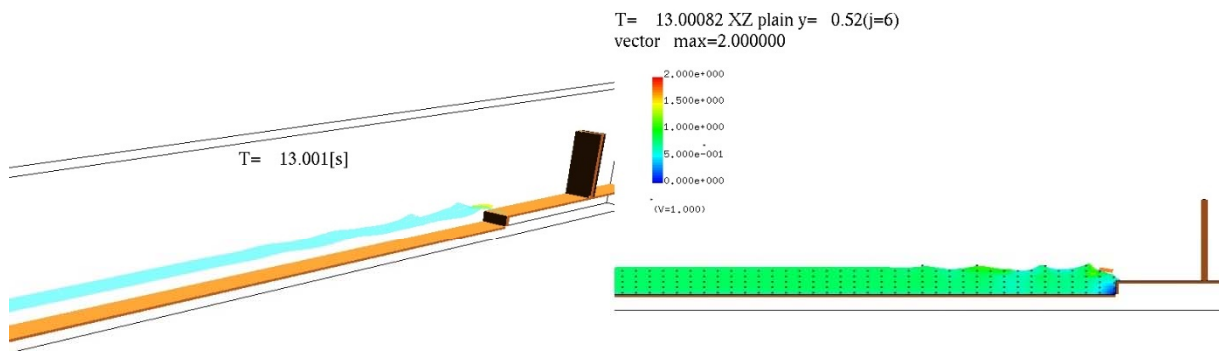 T= 13.001[s]
T= 13.00082 XZ plain y= 0.52(j=6)
vector max=2.000000
2.000e+000
1.500e+000
1.000e+000
5.000e-001
0.000e+000
(V=1.000)